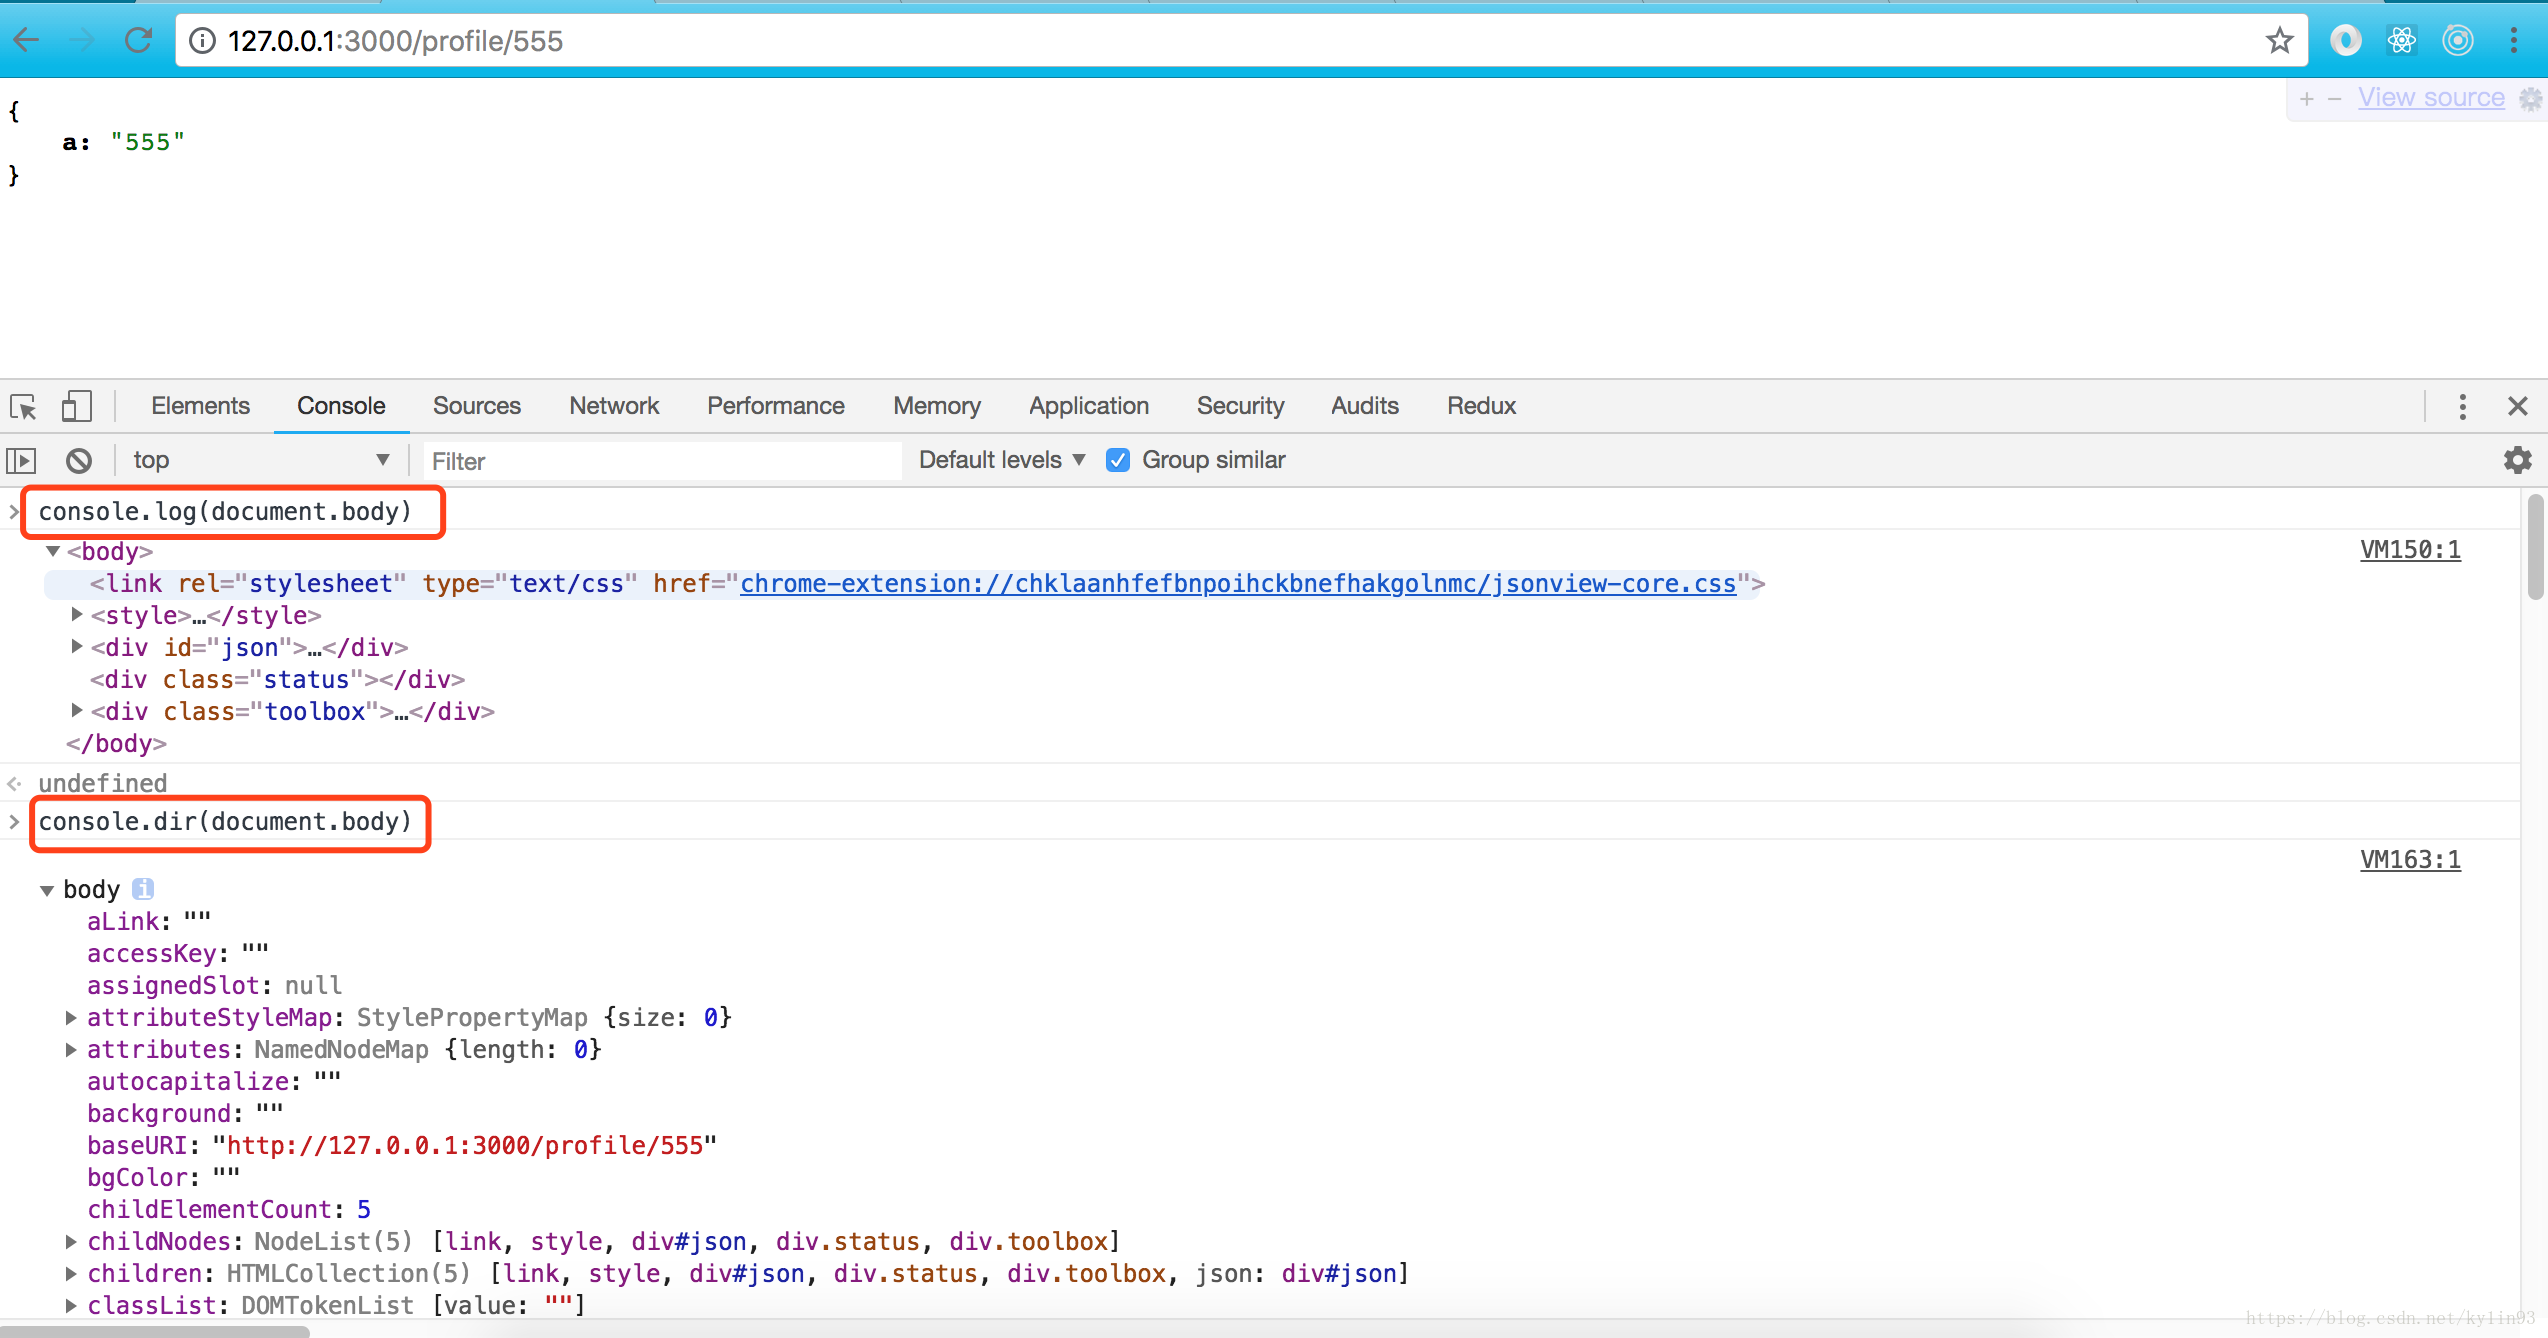 127.0.0.1:3000/profile/555
{
+ − View source
a: "555"
}
Elements Console Sources Network Performance Memory Application Security Audits Redux
top Filter Default levels Group similar
console.log(document.body)
<body> VM150:1
<link rel="stylesheet" type="text/css" href="chrome-extension://chklaanhfefbnpoihckbnefhakgolnmc/jsonview-core.css">
<style>…</style>
<div id="json">…</div>
<div class="status"></div>
<div class="toolbox">…</div>
</body>
undefined
console.dir(document.body)
VM163:1
body i
aLink: ""
accessKey: ""
assignedSlot: null
attributeStyleMap: StylePropertyMap {size: 0}
attributes: NamedNodeMap {length: 0}
autocapitalize: ""
background: ""
baseURI: "http://127.0.0.1:3000/profile/555"
bgColor: ""
childElementCount: 5
childNodes: NodeList(5) [link, style, div#json, div.status, div.toolbox]
children: HTMLCollection(5) [link, style, div#json, div.status, div.toolbox, json: div#json]
classList: DOMTokenList [value: ""]
https://blog.csdn.net/kylin93